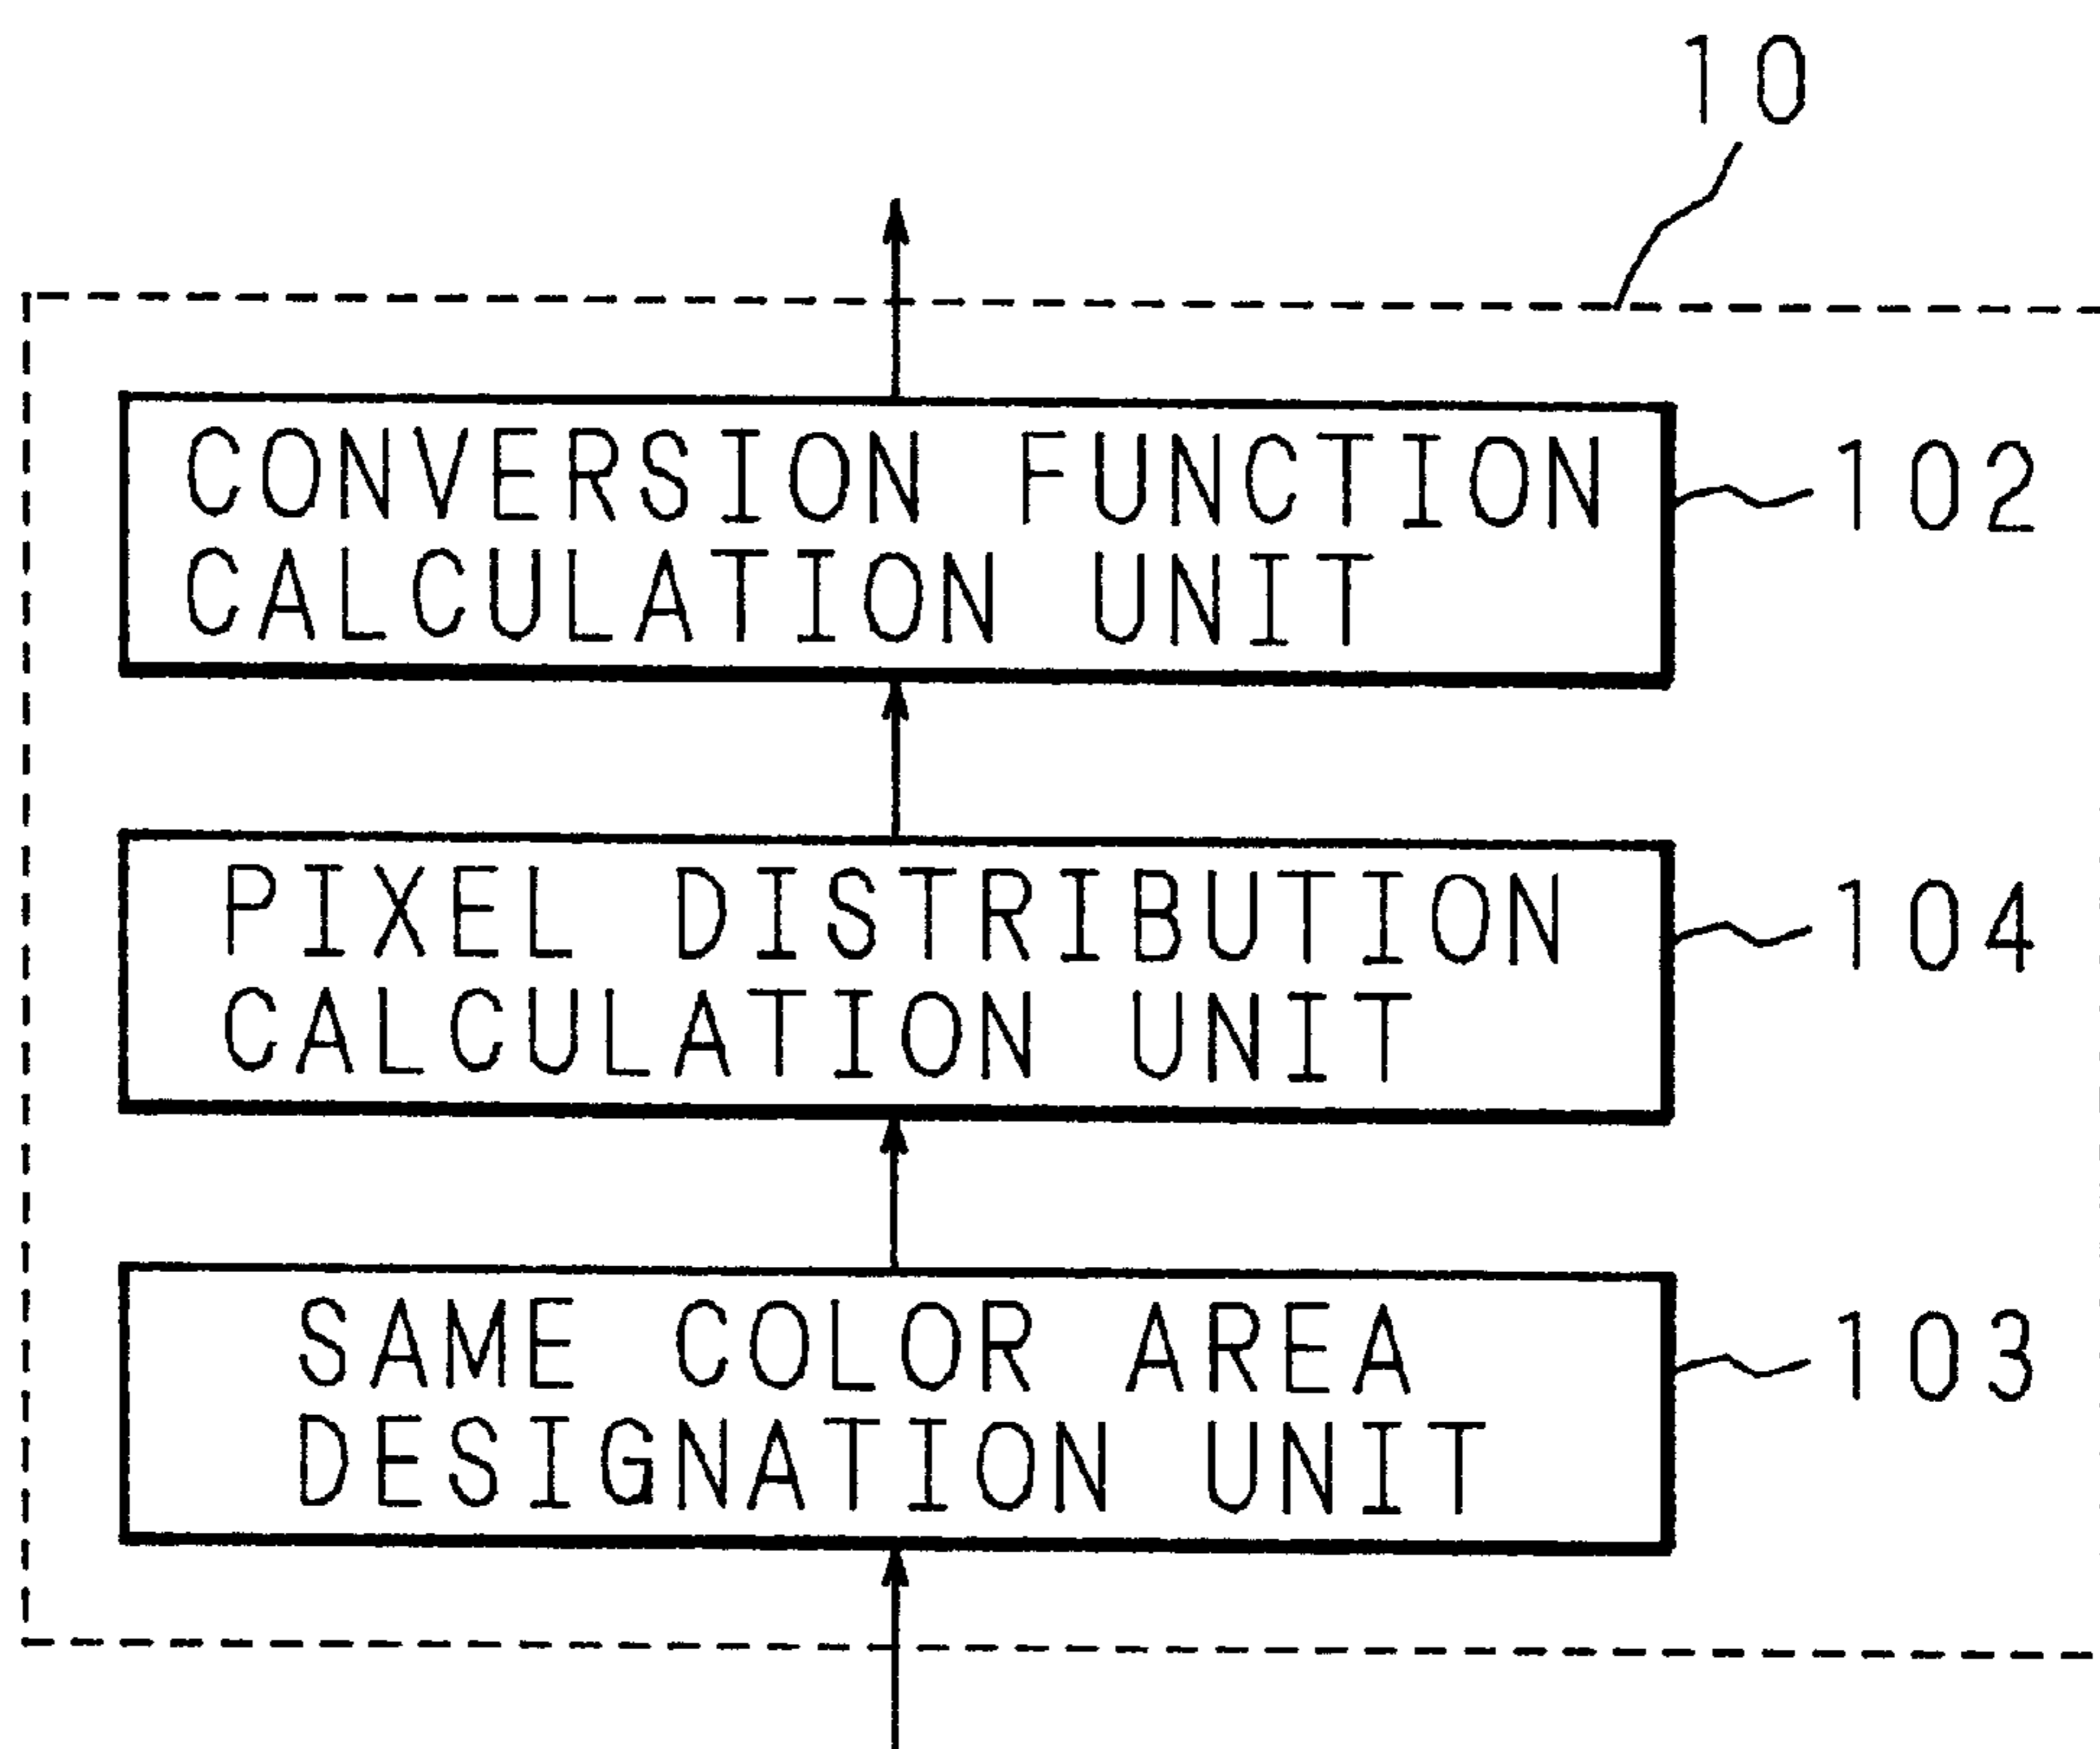 10
CONVERSION FUNCTION
CALCULATION UNIT
102
PIXEL DISTRIBUTION
CALCULATION UNIT
104
SAME COLOR AREA
DESIGNATION UNIT
103